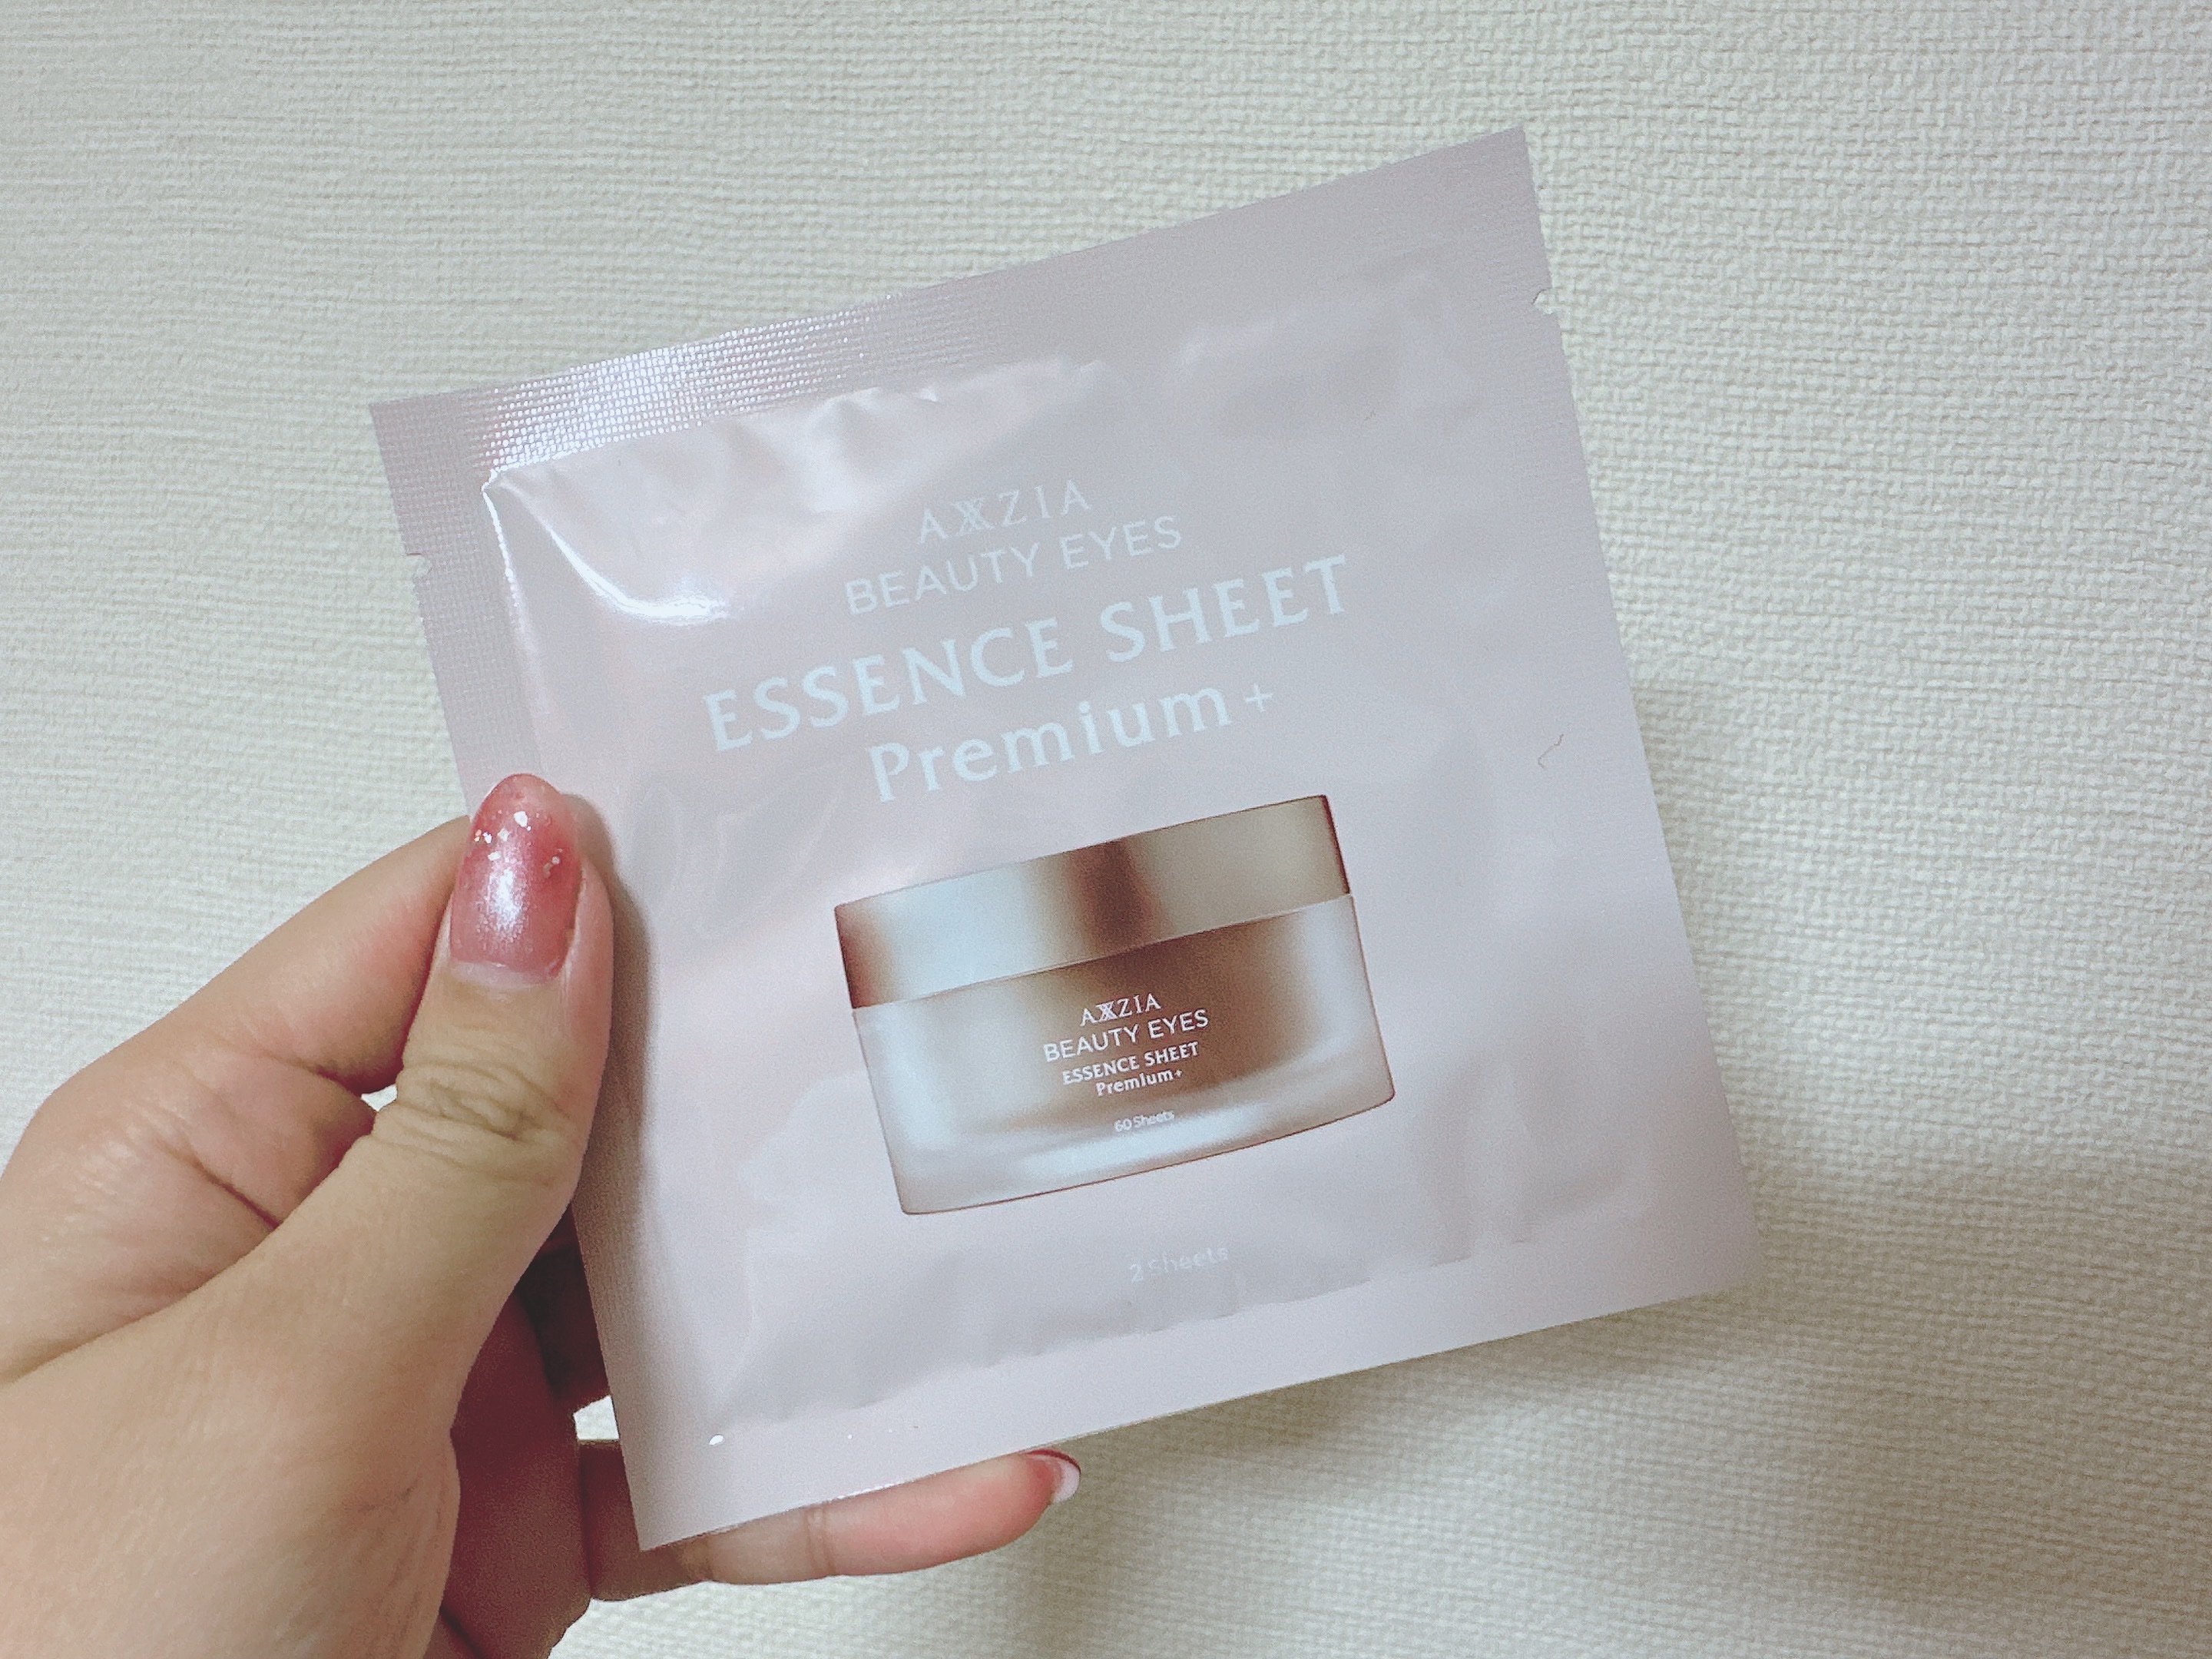 AXXZIA
BEAUTY EYES
ESSENCE SHEET
Premium+
AXXZIA
BEAUTY EYES
ESSENCE SHEET
Premium+
60 Sheets
2 Sheets